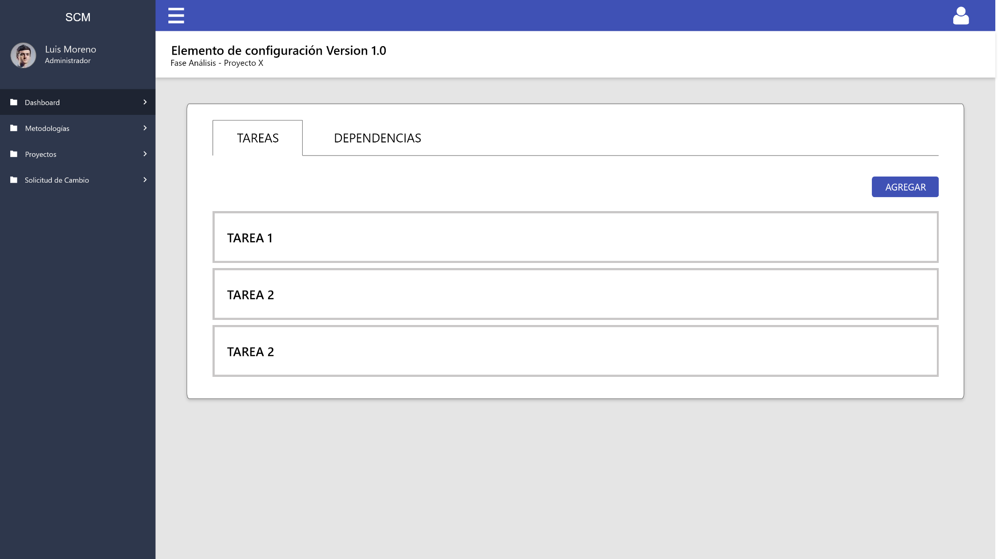 SCM
Luis Moreno
Administrador
Dashboard
Metodologías
Proyectos
Solicitud de Cambio
Elemento de configuración Version 1.0
Fase Análisis - Proyecto X
TAREAS
DEPENDENCIAS
AGREGAR
TAREA 1
TAREA 2
TAREA 2